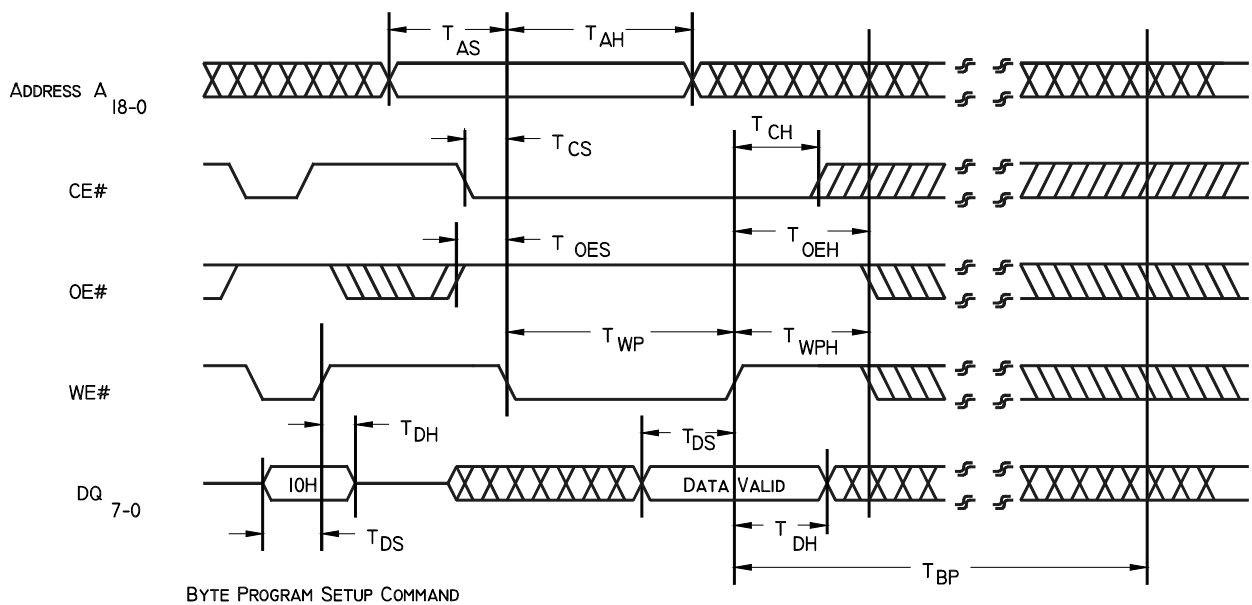 T AS
T AH
ADDRESS A 18-0
T CS
T CH
CE#
T OES
T OEH
OE#
T WP
T WPH
WE#
T DH
T DS
10H
DATA VALID
DQ 7-0
T DS
T DH
T BP
BYTE PROGRAM SETUP COMMAND